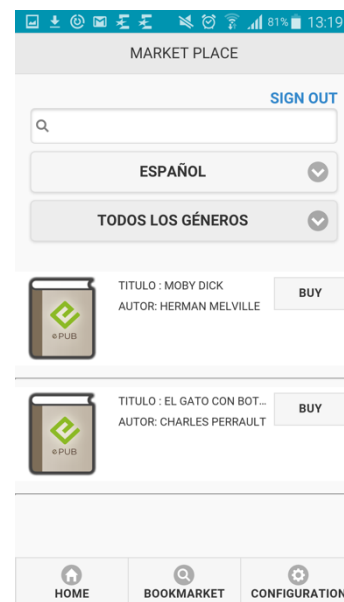 81% 13:19
MARKET PLACE
SIGN OUT
ESPAÑOL
TODOS LOS GÉNEROS
TITULO : MOBY DICK
AUTOR: HERMAN MELVILLE
BUY
ePUB
TITULO : EL GATO CON BOT...
AUTOR: CHARLES PERRAULT
BUY
ePUB
HOME
BOOKMARKET
CONFIGURATION